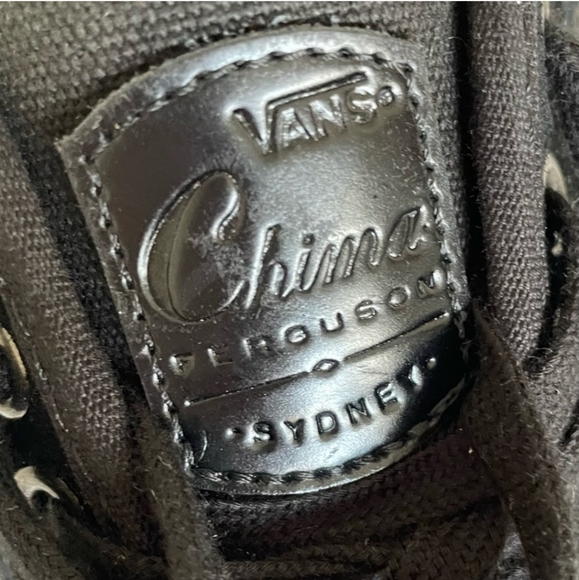 VANS
Chima
FERGUSON
·SYDNEY·